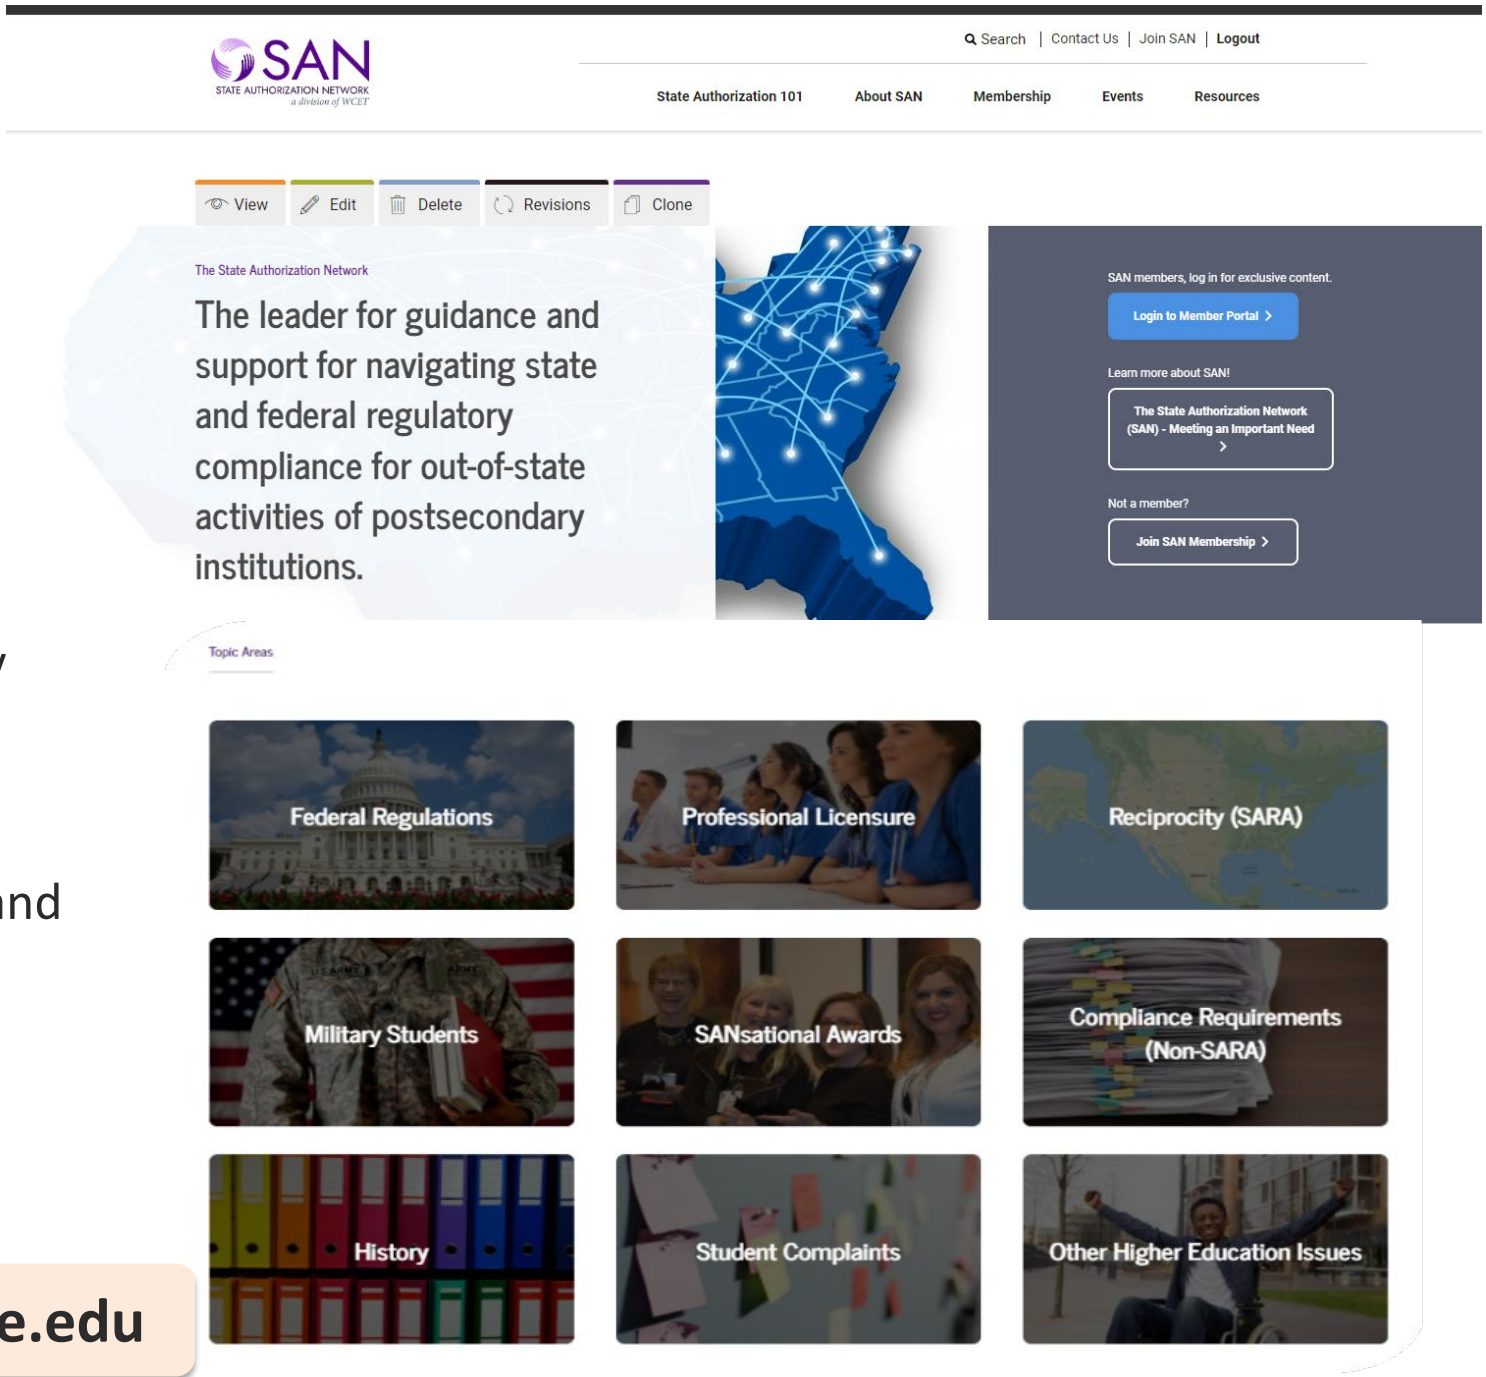 SAN
STATE AUTHORIZATION NETWORK
a division of WCET
Search | Contact Us | Join SAN | Logout
State Authorization 101 About SAN Membership Events Resources
View Edit Delete Revisions Clone
The State Authorization Network
The leader for guidance and
support for navigating state
and federal regulatory
compliance for out-of-state
activities of postsecondary
institutions.
SAN members, log in for exclusive content.
Login to Member Portal >
Learn more about SAN!
The State Authorization Network
(SAN) - Meeting an Important Need
>
Not a member?
Join SAN Membership >
Topic Areas
Federal Regulations
Professional Licensure
Reciprocity (SARA)
and
Military Students
U.S. ARMY
ARMY
SANsational Awards
Compliance Requirements
(Non-SARA)
History
Student Complaints
Other Higher Education Issues
e.edu